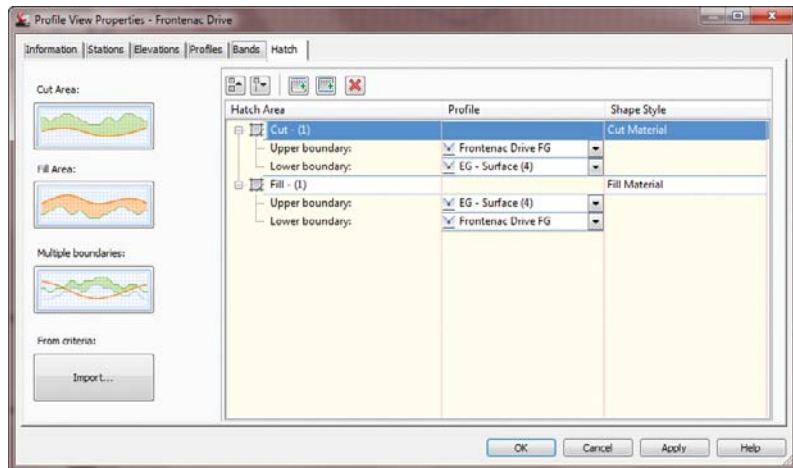 Profile View Properties - Frontenac Drive
Information Stations Elevations Profiles Bands Hatch
Cut Area:
Fill Area:
Multiple boundaries:
From criteria:
Import...
Hatch Area Profile Shape Style
Cut - (1) Cut Material
Upper boundary: Frontenac Drive FG
Lower boundary: EG - Surface (4)
Fill - (1) Fill Material
Upper boundary: EG - Surface (4)
Lower boundary: Frontenac Drive FG
OK Cancel Apply Help